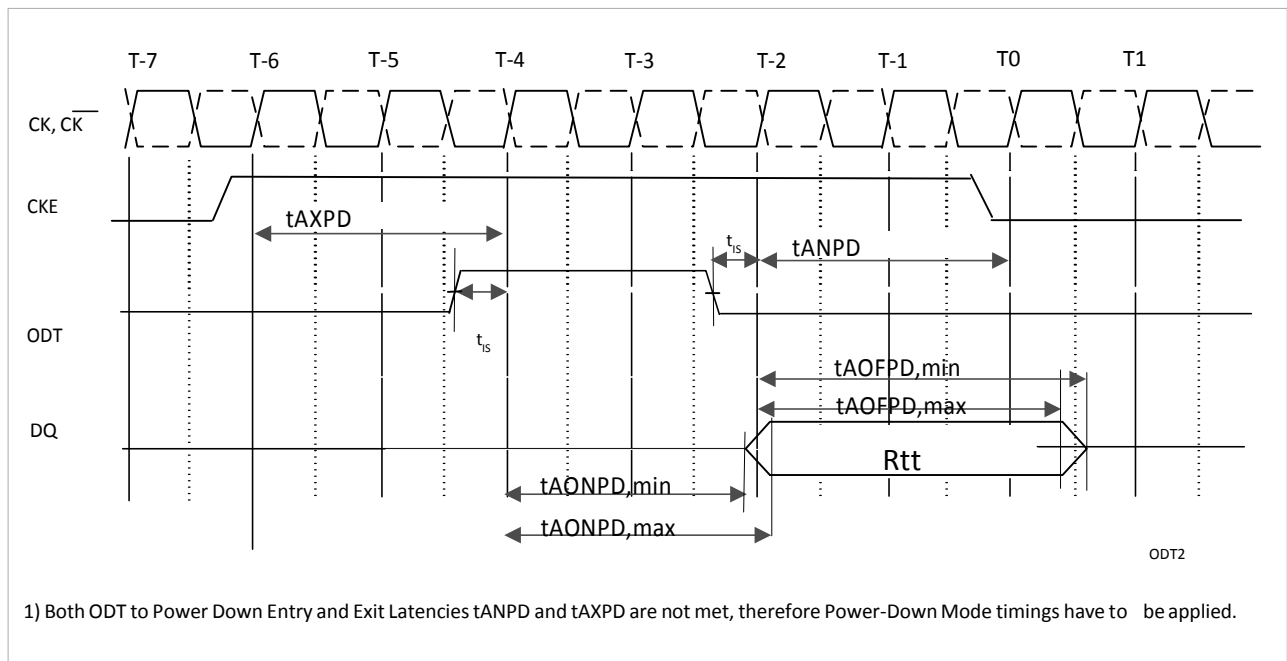 T-7 T-6 T-5 T-4 T-3 T-2 T-1 T0 T1
CK, C̅K̅
CKE
tAXPD
tIS
tANPD
ODT
tIS
tAOFPD,min
tAOFPD,max
DQ
Rtt
tAONPD,min
tAONPD,max
ODT2
1) Both ODT to Power Down Entry and Exit Latencies tANPD and tAXPD are not met, therefore Power-Down Mode timings have to be applied.